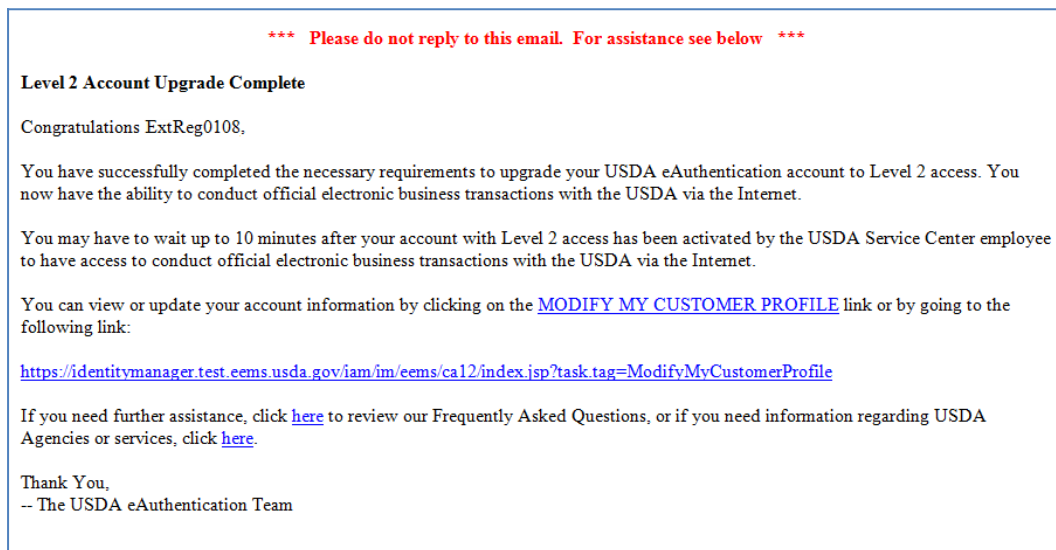 *** Please do not reply to this email. For assistance see below ***
Level 2 Account Upgrade Complete
Congratulations ExtReg0108,
You have successfully completed the necessary requirements to upgrade your USDA eAuthentication account to Level 2 access. You
now have the ability to conduct official electronic business transactions with the USDA via the Internet.
You may have to wait up to 10 minutes after your account with Level 2 access has been activated by the USDA Service Center employee
to have access to conduct official electronic business transactions with the USDA via the Internet.
You can view or update your account information by clicking on the MODIFY MY CUSTOMER PROFILE link or by going to the
following link:
https://identitymanager.test.eems.usda.gov/iam/im/eems/ca12/index.jsp?task.tag=ModifyMyCustomerProfile
If you need further assistance, click here to review our Frequently Asked Questions, or if you need information regarding USDA
Agencies or services, click here.
Thank You,
-- The USDA eAuthentication Team